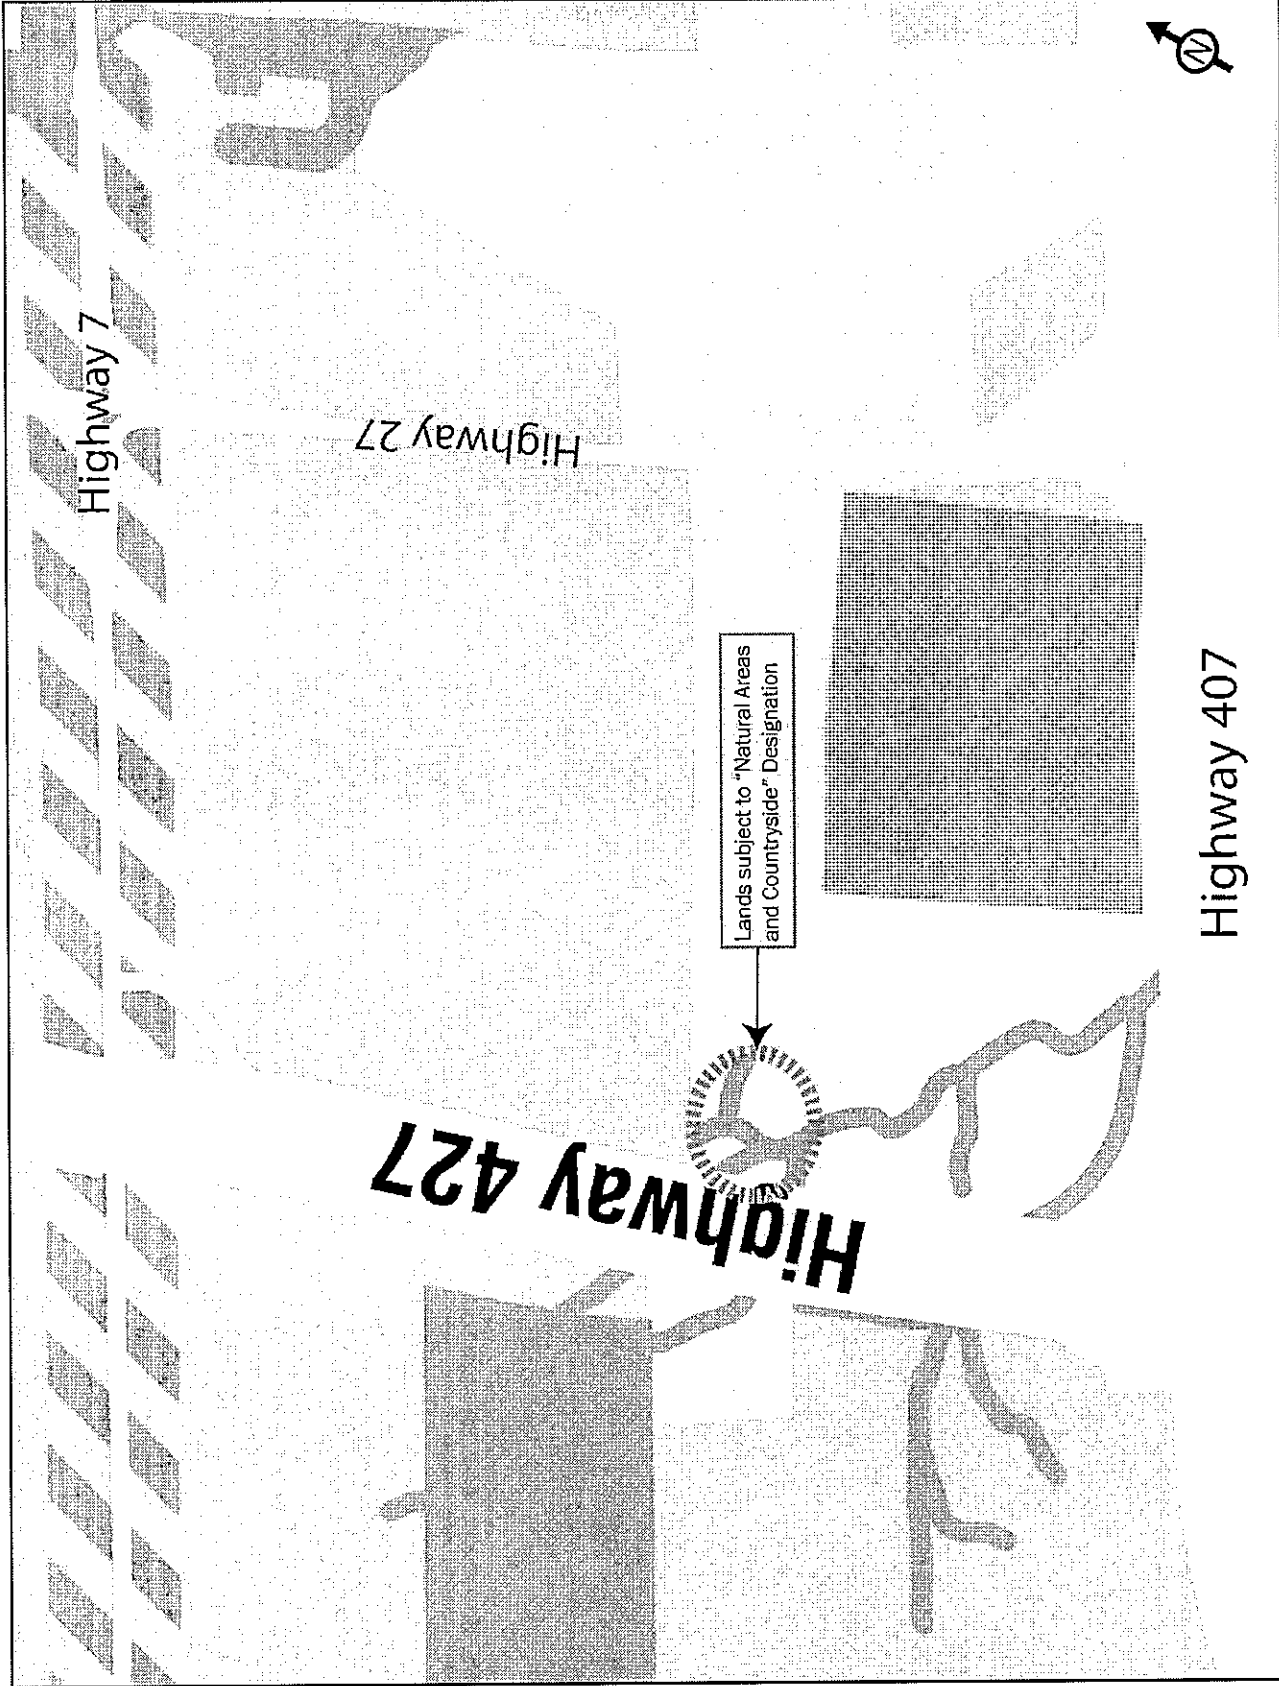 Highway 7
Highway 27
Highway 427
Lands subject to "Natural Areas
and Countryside" Designation
Highway 407
N